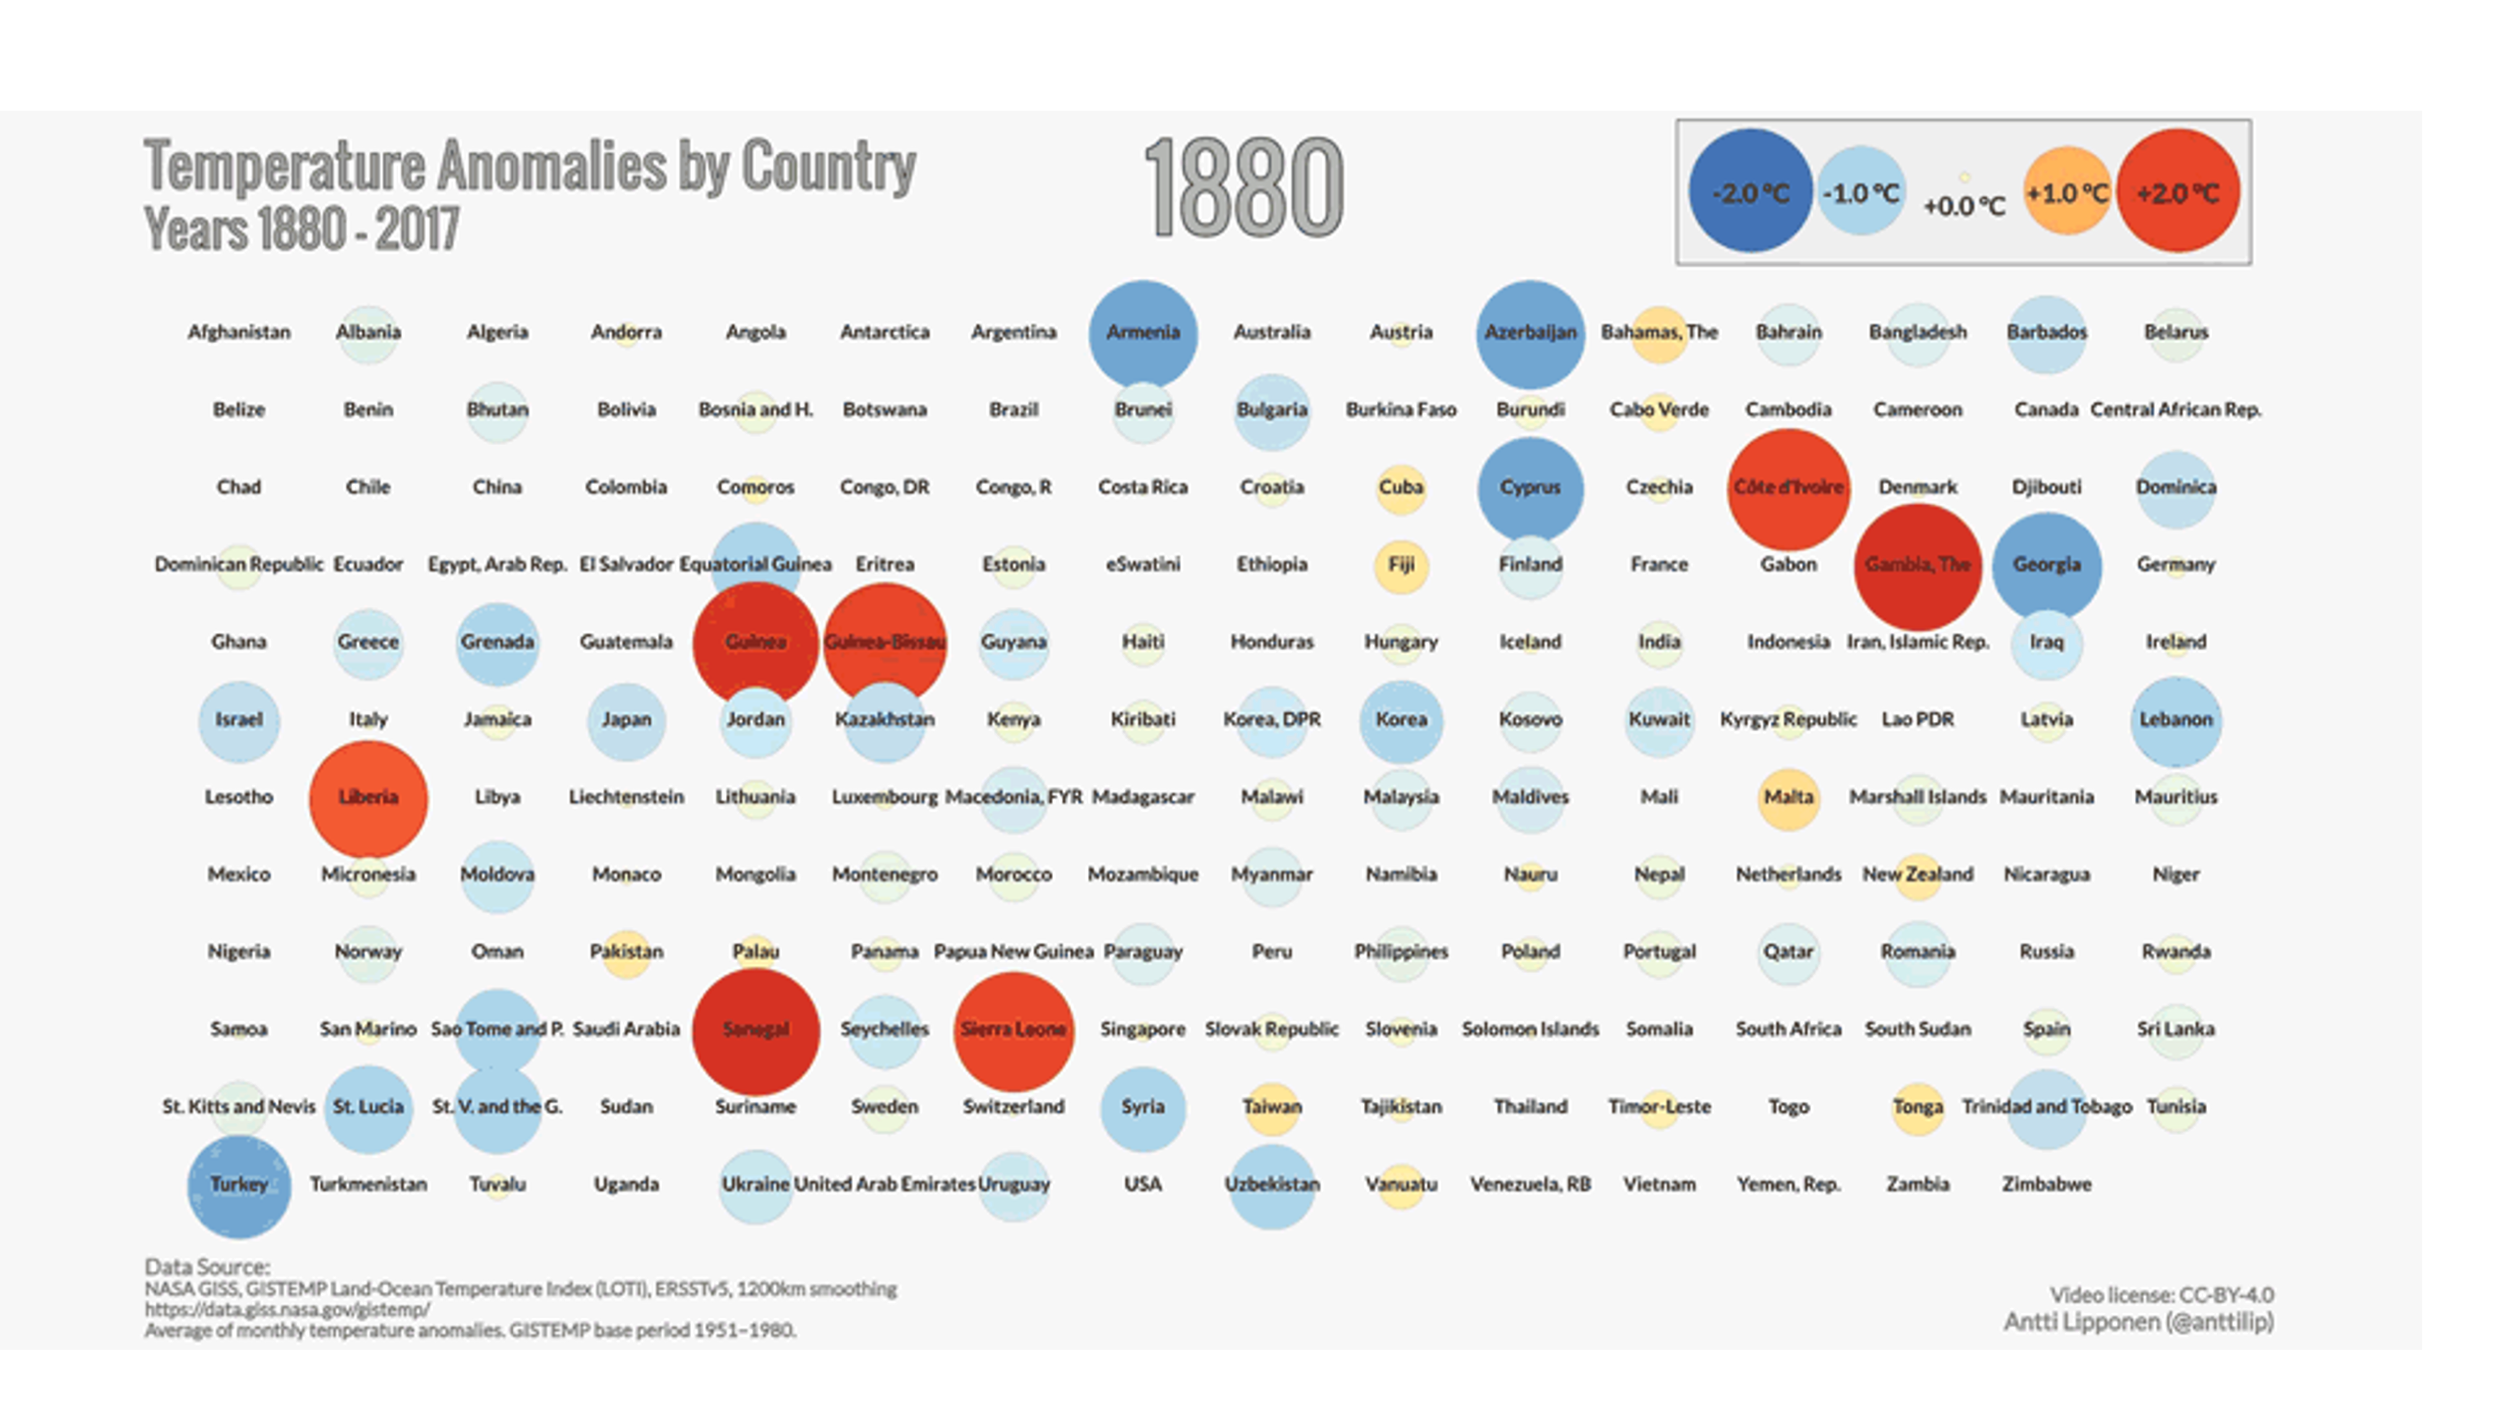 Temperature Anomalies by Country
Years 1880 - 2017
1880
-2.0 °C -1.0 °C +0.0 °C +1.0 °C +2.0 °C
Afghanistan Albania Algeria Andorra Angola Antarctica Argentina Armenia Australia Austria Azerbaijan Bahamas, The Bahrain Bangladesh Barbados Belarus
Belize Benin Bhutan Bolivia Bosnia and H. Botswana Brazil Brunei Bulgaria Burkina Faso Burundi Cabo Verde Cambodia Cameroon Canada Central African Rep.
Chad Chile China Colombia Comoros Congo, DR Congo, R Costa Rica Croatia Cuba Cyprus Czechia Côte d'Ivoire Denmark Djibouti Dominica
Dominican Republic Ecuador Egypt, Arab Rep. El Salvador Equatorial Guinea Eritrea Estonia eSwatini Ethiopia Fiji Finland France Gabon Gambia, The Georgia Germany
Ghana Greece Grenada Guatemala Guinea Guinea-Bissau Guyana Haiti Honduras Hungary Iceland India Indonesia Iran, Islamic Rep. Iraq Ireland
Israel Italy Jamaica Japan Jordan Kazakhstan Kenya Kiribati Korea, DPR Korea Kosovo Kuwait Kyrgyz Republic Lao PDR Latvia Lebanon
Lesotho Liberia Libya Liechtenstein Lithuania Luxembourg Macedonia, FYR Madagascar Malawi Malaysia Maldives Mali Malta Marshall Islands Mauritania Mauritius
Mexico Micronesia Moldova Monaco Mongolia Montenegro Morocco Mozambique Myanmar Namibia Nauru Nepal Netherlands New Zealand Nicaragua Niger
Nigeria Norway Oman Pakistan Palau Panama Papua New Guinea Paraguay Peru Philippines Poland Portugal Qatar Romania Russia Rwanda
Samoa San Marino Sao Tome and P. Saudi Arabia Senegal Seychelles Sierra Leone Singapore Slovak Republic Slovenia Solomon Islands Somalia South Africa South Sudan Spain Sri Lanka
St. Kitts and Nevis St. Lucia St. V. and the G. Sudan Suriname Sweden Switzerland Syria Taiwan Tajikistan Thailand Timor-Leste Togo Tonga Trinidad and Tobago Tunisia
Turkey Turkmenistan Tuvalu Uganda Ukraine United Arab Emirates Uruguay USA Uzbekistan Vanuatu Venezuela, RB Vietnam Yemen, Rep. Zambia Zimbabwe
Data Source:
NASA GISS, GISTEMP Land-Ocean Temperature Index (LOTI), ERSSTv5, 1200km smoothing
https://data.giss.nasa.gov/gistemp/
Average of monthly temperature anomalies. GISTEMP base period 1951–1980.
Video license: CC-BY-4.0
Antti Lipponen (@anttilip)